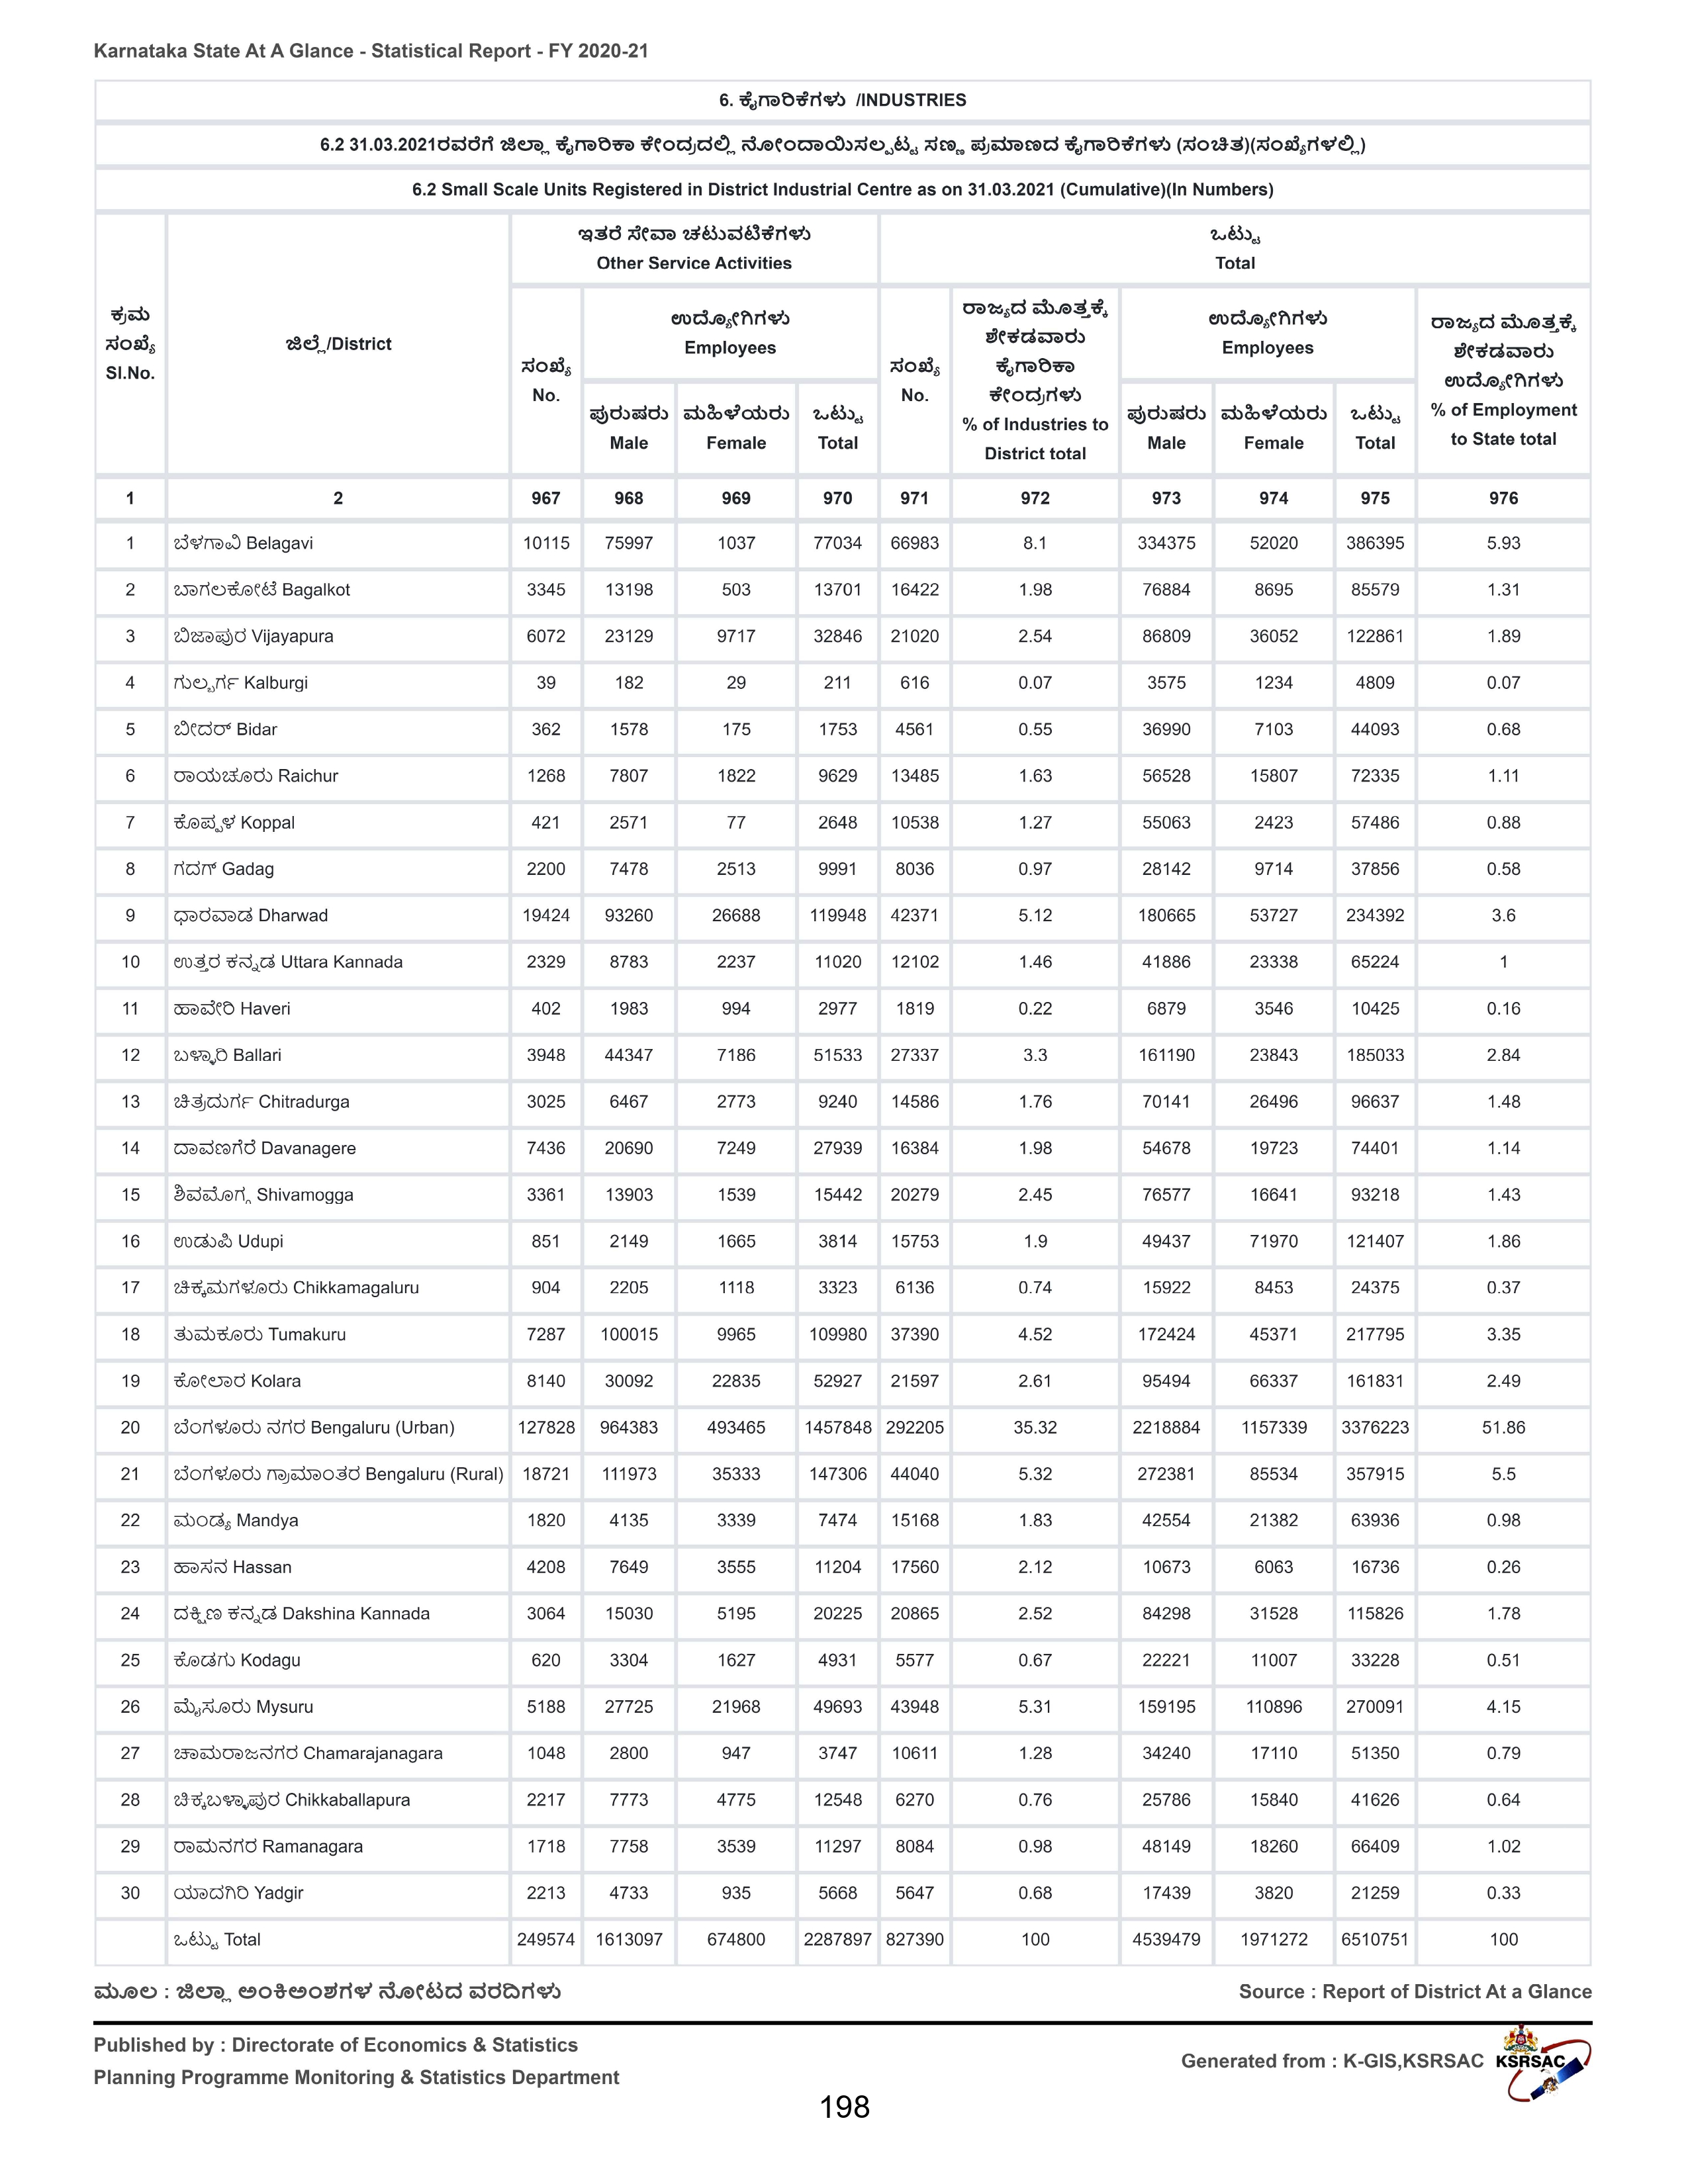 Karnataka State At A Glance - Statistical Report - FY 2020-21
6. ಕೈಗಾರಿಕೆಗಳು /INDUSTRIES
6.2 31.03.2021ರವರೆಗೆ ಜಿಲ್ಲಾ ಕೈಗಾರಿಕಾ ಕೇಂದ್ರದಲ್ಲಿ ನೋಂದಾಯಿಸಲ್ಪಟ್ಟ ಸಣ್ಣ ಪ್ರಮಾಣದ ಕೈಗಾರಿಕೆಗಳು (ಸಂಚಿತ)(ಸಂಖ್ಯೆಗಳಲ್ಲಿ)
6.2 Small Scale Units Registered in District Industrial Centre as on 31.03.2021 (Cumulative)(In Numbers)
ಕ್ರಮ ಸಂಖ್ಯೆ Sl.No.
ಜಿಲ್ಲೆ/District
ಇತರೆ ಸೇವಾ ಚಟುವಟಿಕೆಗಳು
Other Service Activities
ಒಟ್ಟು
Total
ಸಂಖ್ಯೆ No.
ಉದ್ಯೋಗಿಗಳು
Employees
ಸಂಖ್ಯೆ No.
ರಾಜ್ಯದ ಮೊತ್ತಕ್ಕೆ
ಶೇಕಡವಾರು
ಕೈಗಾರಿಕಾ
ಕೇಂದ್ರಗಳು
% of Industries to
District total
ಉದ್ಯೋಗಿಗಳು
Employees
ರಾಜ್ಯದ ಮೊತ್ತಕ್ಕೆ
ಶೇಕಡವಾರು
ಉದ್ಯೋಗಿಗಳು
% of Employment
to State total
ಪುರುಷರು Male
ಮಹಿಳೆಯರು Female
ಒಟ್ಟು Total
ಪುರುಷರು Male
ಮಹಿಳೆಯರು Female
ಒಟ್ಟು Total
1 2 967 968 969 970 971 972 973 974 975 976
1 ಬೆಳಗಾವಿ Belagavi 10115 75997 1037 77034 66983 8.1 334375 52020 386395 5.93
2 ಬಾಗಲಕೋಟೆ Bagalkot 3345 13198 503 13701 16422 1.98 76884 8695 85579 1.31
3 ಬಿಜಾಪುರ Vijayapura 6072 23129 9717 32846 21020 2.54 86809 36052 122861 1.89
4 ಗುಲ್ಬರ್ಗ Kalburgi 39 182 29 211 616 0.07 3575 1234 4809 0.07
5 ಬೀದರ್ Bidar 362 1578 175 1753 4561 0.55 36990 7103 44093 0.68
6 ರಾಯಚೂರು Raichur 1268 7807 1822 9629 13485 1.63 56528 15807 72335 1.11
7 ಕೊಪ್ಪಳ Koppal 421 2571 77 2648 10538 1.27 55063 2423 57486 0.88
8 ಗದಗ್ Gadag 2200 7478 2513 9991 8036 0.97 28142 9714 37856 0.58
9 ಧಾರವಾಡ Dharwad 19424 93260 26688 119948 42371 5.12 180665 53727 234392 3.6
10 ಉತ್ತರ ಕನ್ನಡ Uttara Kannada 2329 8783 2237 11020 12102 1.46 41886 23338 65224 1
11 ಹಾವೇರಿ Haveri 402 1983 994 2977 1819 0.22 6879 3546 10425 0.16
12 ಬಳ್ಳಾರಿ Ballari 3948 44347 7186 51533 27337 3.3 161190 23843 185033 2.84
13 ಚಿತ್ರದುರ್ಗ Chitradurga 3025 6467 2773 9240 14586 1.76 70141 26496 96637 1.48
14 ದಾವಣಗೆರೆ Davanagere 7436 20690 7249 27939 16384 1.98 54678 19723 74401 1.14
15 ಶಿವಮೊಗ್ಗ Shivamogga 3361 13903 1539 15442 20279 2.45 76577 16641 93218 1.43
16 ಉಡುಪಿ Udupi 851 2149 1665 3814 15753 1.9 49437 71970 121407 1.86
17 ಚಿಕ್ಕಮಗಳೂರು Chikkamagaluru 904 2205 1118 3323 6136 0.74 15922 8453 24375 0.37
18 ತುಮಕೂರು Tumakuru 7287 100015 9965 109980 37390 4.52 172424 45371 217795 3.35
19 ಕೋಲಾರ Kolara 8140 30092 22835 52927 21597 2.61 95494 66337 161831 2.49
20 ಬೆಂಗಳೂರು ನಗರ Bengaluru (Urban) 127828 964383 493465 1457848 292205 35.32 2218884 1157339 3376223 51.86
21 ಬೆಂಗಳೂರು ಗ್ರಾಮಾಂತರ Bengaluru (Rural) 18721 111973 35333 147306 44040 5.32 272381 85534 357915 5.5
22 ಮಂಡ್ಯ Mandya 1820 4135 3339 7474 15168 1.83 42554 21382 63936 0.98
23 ಹಾಸನ Hassan 4208 7649 3555 11204 17560 2.12 10673 6063 16736 0.26
24 ದಕ್ಷಿಣ ಕನ್ನಡ Dakshina Kannada 3064 15030 5195 20225 20865 2.52 84298 31528 115826 1.78
25 ಕೊಡಗು Kodagu 620 3304 1627 4931 5577 0.67 22221 11007 33228 0.51
26 ಮೈಸೂರು Mysuru 5188 27725 21968 49693 43948 5.31 159195 110896 270091 4.15
27 ಚಾಮರಾಜನಗರ Chamarajanagara 1048 2800 947 3747 10611 1.28 34240 17110 51350 0.79
28 ಚಿಕ್ಕಬಳ್ಳಾಪುರ Chikkaballapura 2217 7773 4775 12548 6270 0.76 25786 15840 41626 0.64
29 ರಾಮನಗರ Ramanagara 1718 7758 3539 11297 8084 0.98 48149 18260 66409 1.02
30 ಯಾದಗಿರಿ Yadgir 2213 4733 935 5668 5647 0.68 17439 3820 21259 0.33
ಒಟ್ಟು Total 249574 1613097 674800 2287897 827390 100 4539479 1971272 6510751 100
ಮೂಲ : ಜಿಲ್ಲಾ ಅಂಕಿಅಂಶಗಳ ನೋಟದ ವರದಿಗಳು Source : Report of District At a Glance
Published by : Directorate of Economics & Statistics
Planning Programme Monitoring & Statistics Department
Generated from : K-GIS,KSRSAC
KSRSAC
198